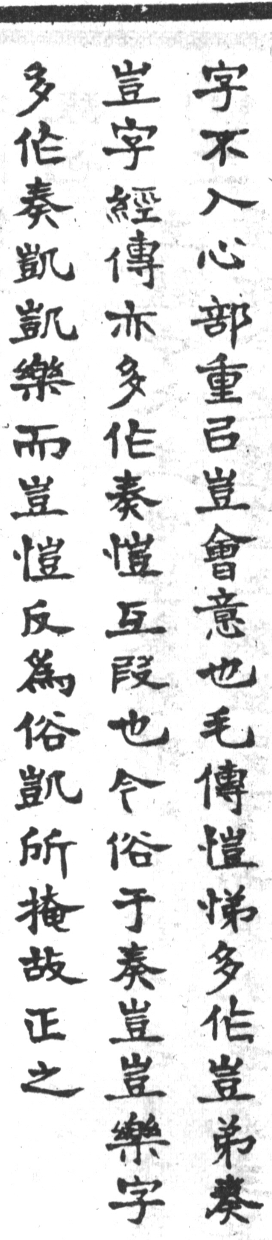 字不入心部重㠯豈會意也毛傳愷悌多作豈弟奏
豈字經傳亦多作奏愷互叚也今俗于奏豈豈樂字
多作奏凱凱樂而豈愷反爲俗凱所掩故正之